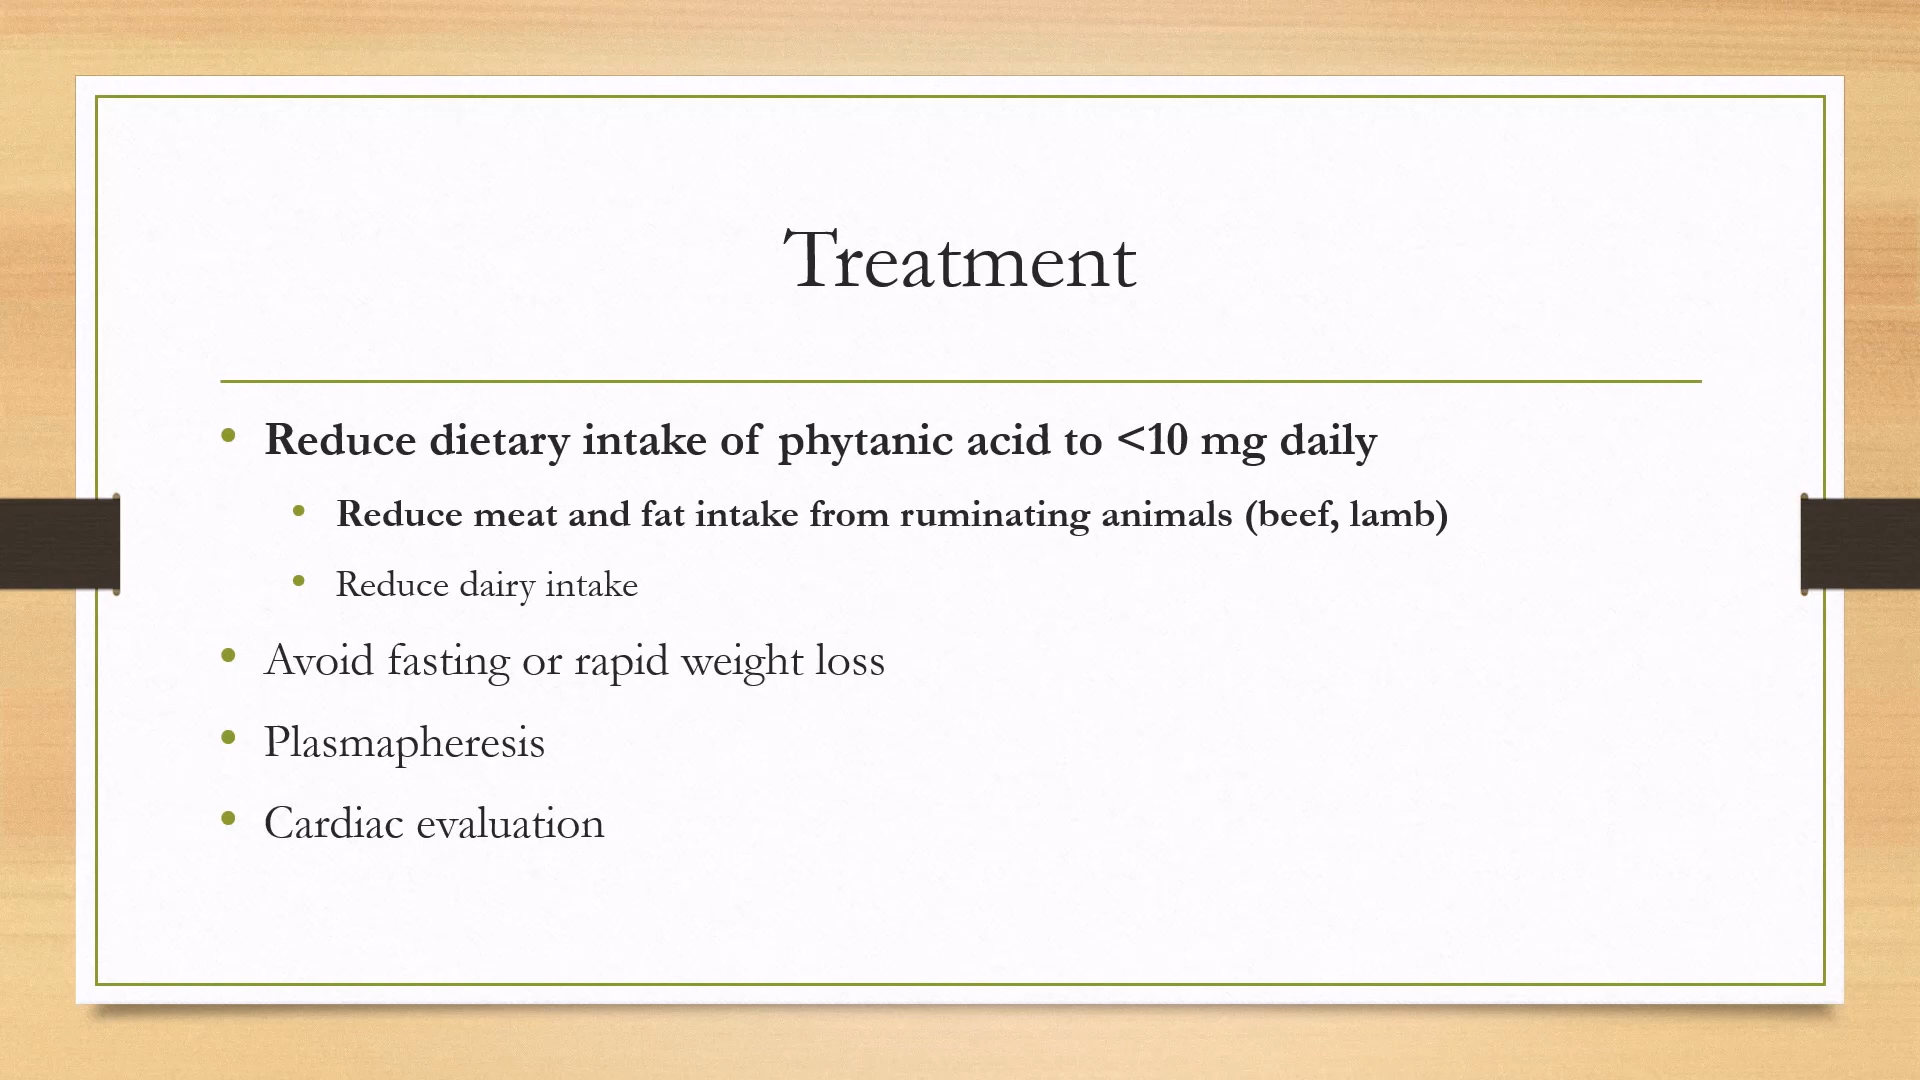 Treatment
• Reduce dietary intake of phytanic acid to <10 mg daily
• Reduce meat and fat intake from ruminating animals (beef, lamb)
• Reduce dairy intake
• Avoid fasting or rapid weight loss
• Plasmapheresis
• Cardiac evaluation